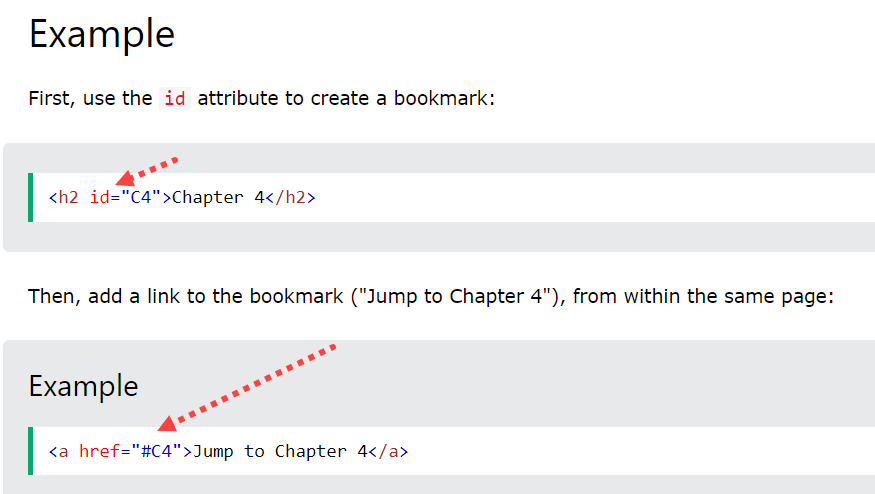 Example
First, use the id attribute to create a bookmark:
<h2 id="C4">Chapter 4</h2>
Then, add a link to the bookmark ("Jump to Chapter 4"), from within the same page:
Example
<a href="#C4">Jump to Chapter 4</a>